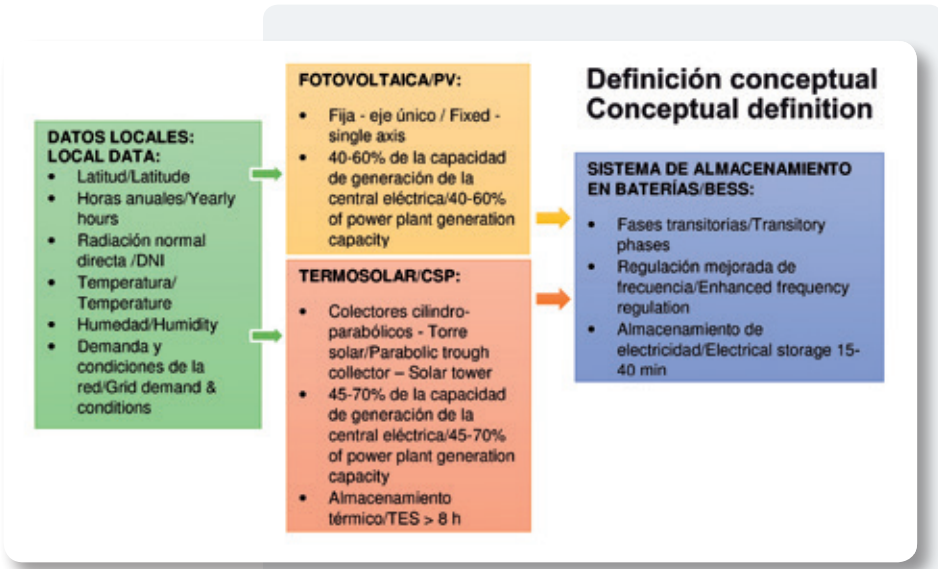 Definición conceptual
Conceptual definition
DATOS LOCALES:
LOCAL DATA:
• Latitud/Latitude
• Horas anuales/Yearly
hours
• Radiación normal
directa /DNI
• Temperatura/
Temperature
• Humedad/Humidity
• Demanda y
condiciones de la
red/Grid demand &
conditions
FOTOVOLTAICA/PV:
• Fija - eje único / Fixed -
single axis
• 40-60% de la capacidad
de generación de la
central eléctrica/40-60%
of power plant generation
capacity
TERMOSOLAR/CSP:
• Colectores cilindro-
parabólicos - Torre
solar/Parabolic trough
collector – Solar tower
• 45-70% de la capacidad
de generación de la
central eléctrica/45-70%
of power plant generation
capacity
• Almacenamiento
térmico/TES > 8 h
SISTEMA DE ALMACENAMIENTO
EN BATERÍAS/BESS:
• Fases transitorias/Transitory
phases
• Regulación mejorada de
frecuencia/Enhanced frequency
regulation
• Almacenamiento de
electricidad/Electrical storage 15-
40 min